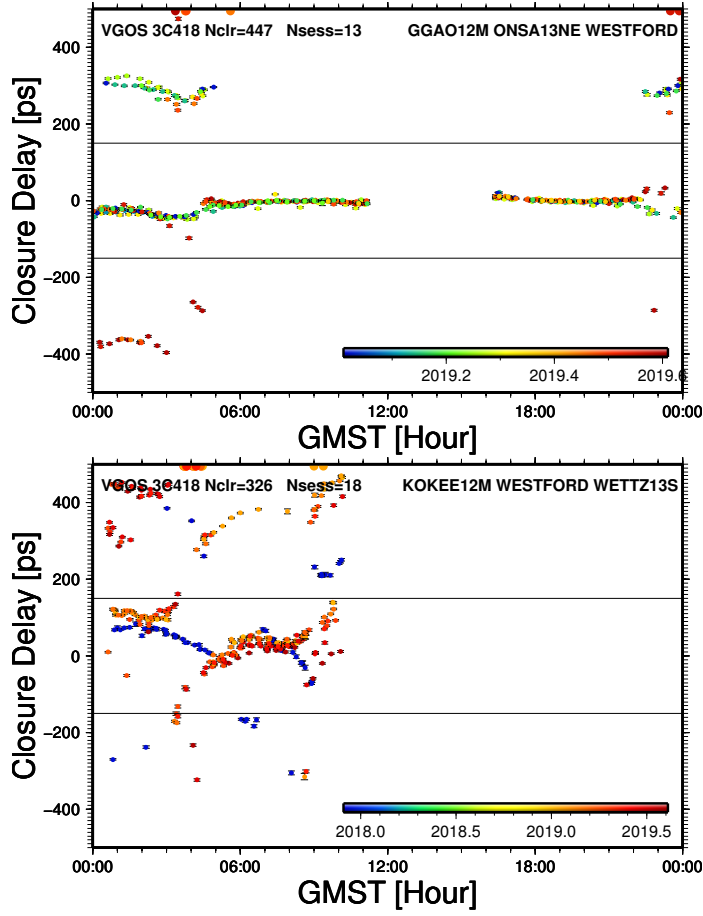 VGOS 3C418 Nclr=447 Nsess=13 GGAO12M ONSA13NE WESTFORD
Closure Delay [ps]
400
200
0
−200
−400
2019.2 2019.4 2019.6
00:00 06:00 12:00 18:00 00:00
GMST [Hour]
VGOS 3C418 Nclr=326 Nsess=18 KOKEE12M WESTFORD WETTZ13S
Closure Delay [ps]
400
200
0
−200
−400
2018.0 2018.5 2019.0 2019.5
00:00 06:00 12:00 18:00 00:00
GMST [Hour]